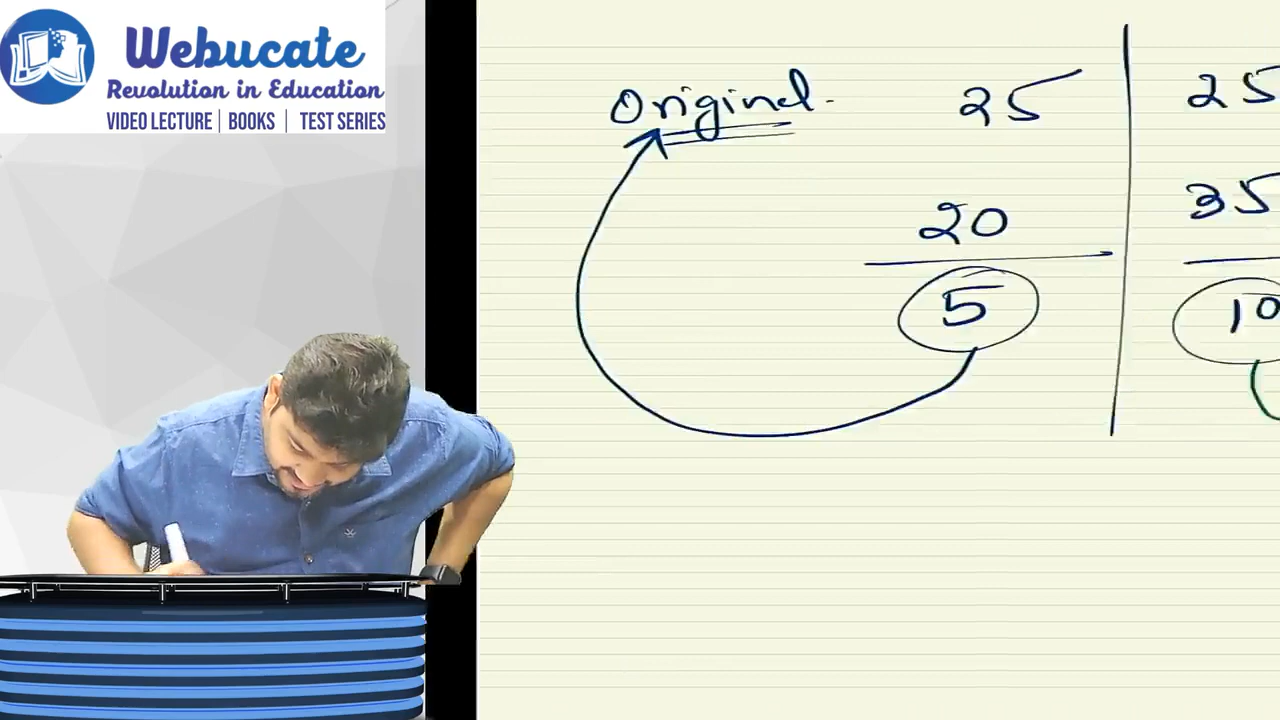 Webucate
Revolution in Education
VIDEO LECTURE | BOOKS | TEST SERIES
Original. 25 25
20 35
5 10